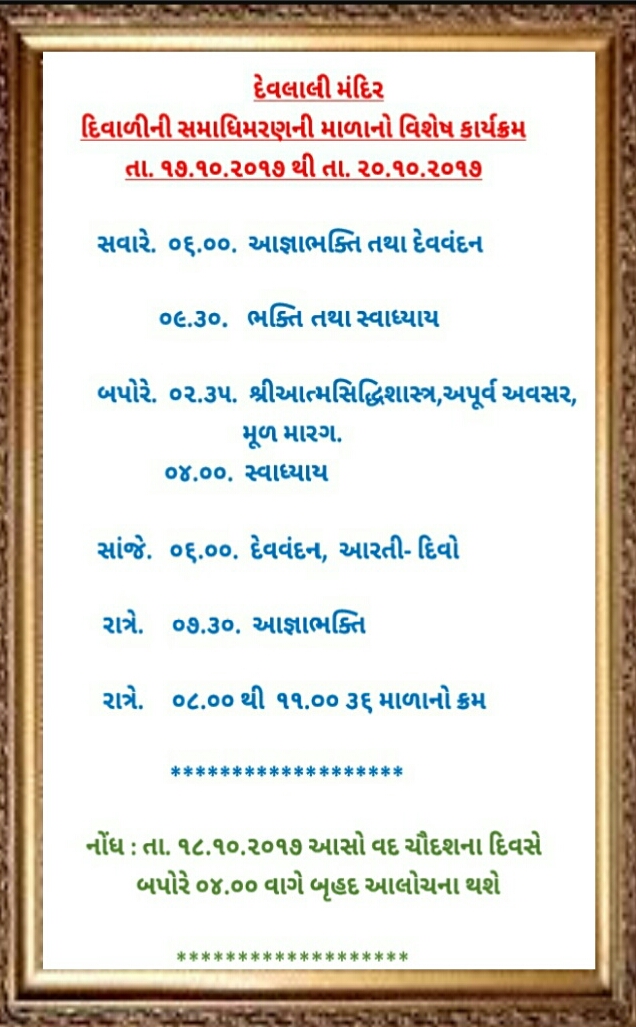 દેવલાલી મંદિર
દિવાળીની સમાધિમરણની માળાનો વિશેષ કાર્યક્રમ
તા. ૧૭.૧૦.૨૦૧૭ થી તા. ૨૦.૧૦.૨૦૧૭
સવારે. ૦૬.૦૦. આજ્ઞાભક્તિ તથા દેવવંદન
૦૯.૩૦. ભક્તિ તથા સ્વાધ્યાય
બપોરે. ૦૨.૩૫. શ્રીઆત્મસિદ્ધિશાસ્ત્ર,અપૂર્વ અવસર,
મૂળ મારગ.
૦૪.૦૦. સ્વાધ્યાય
સાંજે. ૦૬.૦૦. દેવવંદન, આરતી- દિવો
રાત્રે. ૦૭.૩૦. આજ્ઞાભક્તિ
રાત્રે. ૦૮.૦૦ થી ૧૧.૦૦ ૩૬ માળાનો ક્રમ
*******************
નોંધ : તા. ૧૮.૧૦.૨૦૧૭ આસો વદ ચૌદશના દિવસે
બપોરે ૦૪.૦૦ વાગે બૃહદ આલોચના થશે
*******************